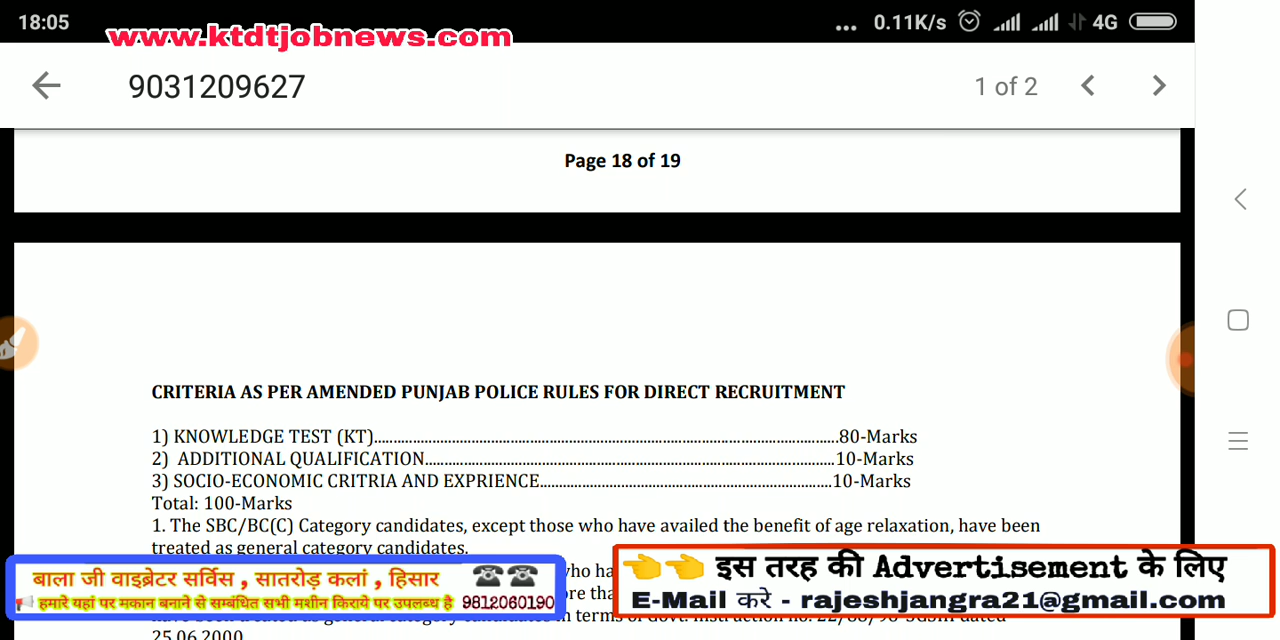 18:05
www.ktdtjobnews.com
... 0.11K/s 4G
9031209627
1 of 2
Page 18 of 19
CRITERIA AS PER AMENDED PUNJAB POLICE RULES FOR DIRECT RECRUITMENT
1) KNOWLEDGE TEST (KT)..........................................................................................................................80-Marks
2) ADDITIONAL QUALIFICATION...........................................................................................................10-Marks
3) SOCIO-ECONOMIC CRITRIA AND EXPRIENCE............................................................................10-Marks
Total: 100-Marks
1. The SBC/BC(C) Category candidates, except those who have availed the benefit of age relaxation, have been
treated as general category candidates.
बाला जी वाइब्रेटर सर्विस , सातरोड़ कलां , हिसार
हमारे यहां पर मकान बनाने से सम्बंधित सभी मशीन किराये पर उपलब्ध है 9812060190
इस तरह की Advertisement के लिए
E-Mail करे - rajeshjangra21@gmail.com
25.06.2000